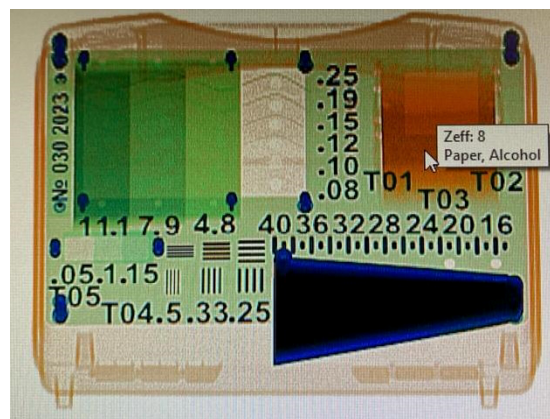 .25
.19
.15
.12
.10
.08
№ 030 2023
Zeff: 8
Paper, Alcohol
T01 T02
T03
11.1 7.9 4.8 40 36 32 28 24 20 16
.05.1.15
T05
T04.5.33.25